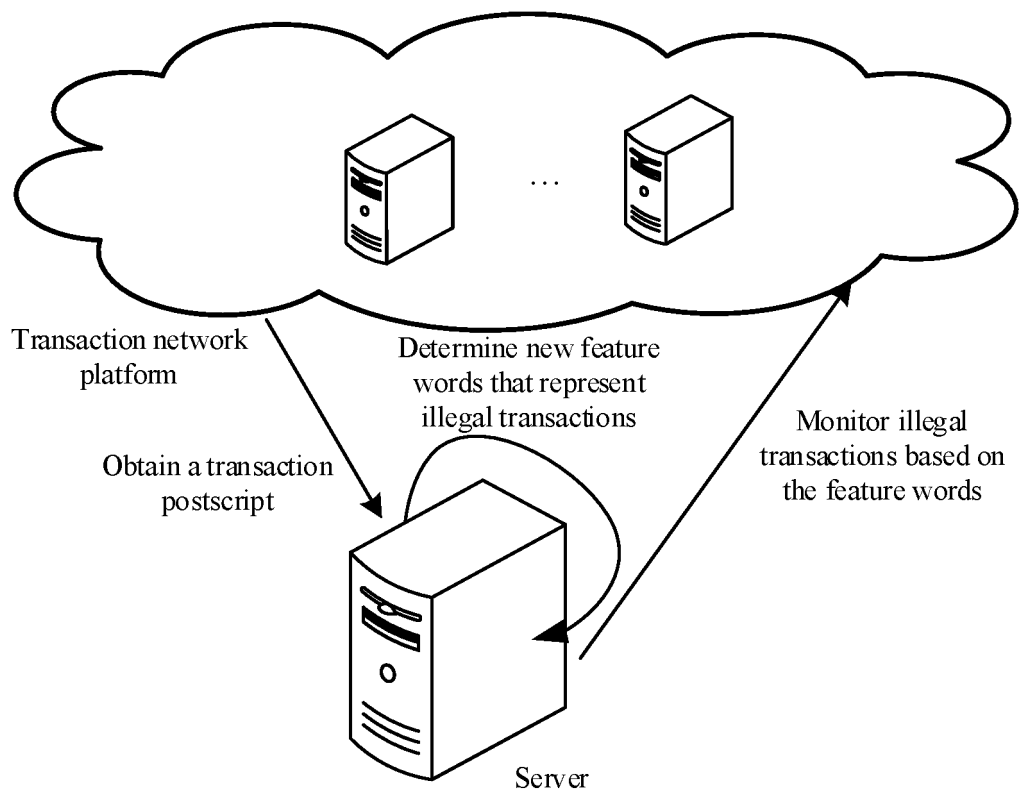 ...
Transaction network
platform
Determine new feature
words that represent
illegal transactions
Obtain a transaction
postscript
Monitor illegal
transactions based on
the feature words
Server